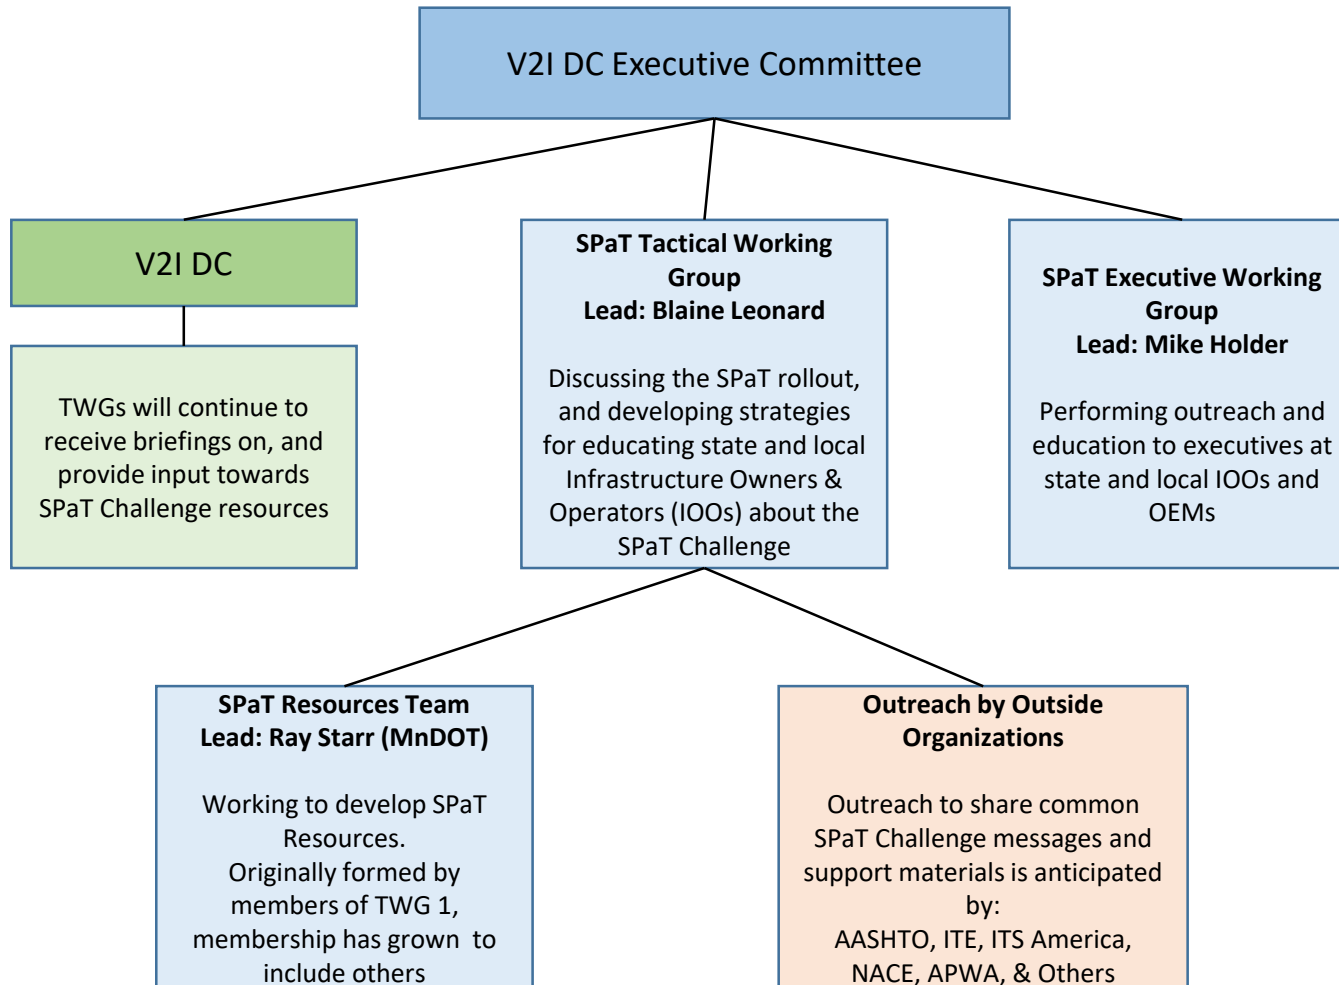 V2I DC Executive Committee
V2I DC
TWGs will continue to
receive briefings on, and
provide input towards
SPaT Challenge resources
SPaT Tactical Working
Group
Lead: Blaine Leonard
Discussing the SPaT rollout,
and developing strategies
for educating state and local
Infrastructure Owners &
Operators (IOOs) about the
SPaT Challenge
SPaT Executive Working
Group
Lead: Mike Holder
Performing outreach and
education to executives at
state and local IOOs and
OEMs
SPaT Resources Team
Lead: Ray Starr (MnDOT)
Working to develop SPaT
Resources.
Originally formed by
members of TWG 1,
membership has grown to
include others
Outreach by Outside
Organizations
Outreach to share common
SPaT Challenge messages and
support materials is anticipated
by:
AASHTO, ITE, ITS America,
NACE, APWA, & Others